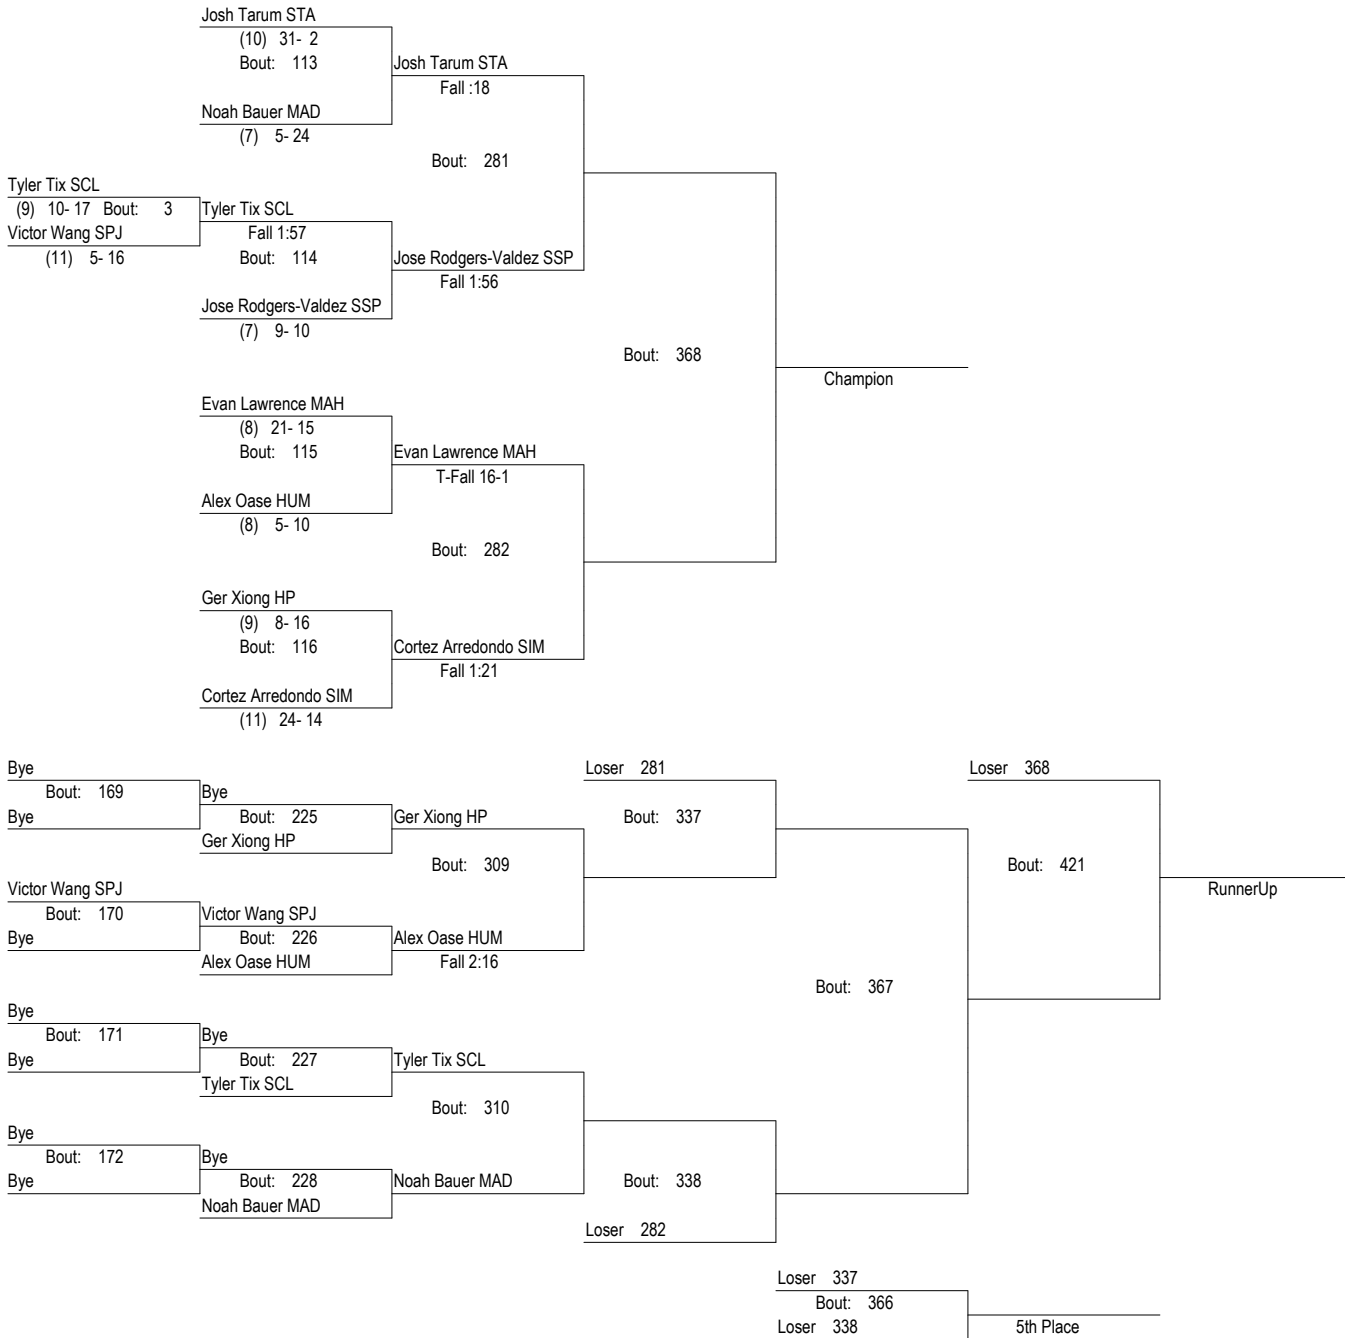 Josh Tarum STA
(10) 31- 2
Bout: 113
Josh Tarum STA
Fall :18
Noah Bauer MAD
(7) 5- 24
Bout: 281
Tyler Tix SCL
(9) 10- 17 Bout: 3
Tyler Tix SCL
Victor Wang SPJ
Fall 1:57
(11) 5- 16
Bout: 114
Jose Rodgers-Valdez SSP
Fall 1:56
Jose Rodgers-Valdez SSP
(7) 9- 10
Bout: 368
Champion
Evan Lawrence MAH
(8) 21- 15
Bout: 115
Evan Lawrence MAH
T-Fall 16-1
Alex Oase HUM
(8) 5- 10
Bout: 282
Ger Xiong HP
(9) 8- 16
Bout: 116
Cortez Arredondo SIM
Fall 1:21
Cortez Arredondo SIM
(11) 24- 14
Bye
Loser 281
Loser 368
Bout: 169
Bye
Bye
Bout: 225
Ger Xiong HP
Bout: 337
Ger Xiong HP
Bout: 309
Bout: 421
Victor Wang SPJ
RunnerUp
Bout: 170
Victor Wang SPJ
Bye
Bout: 226
Alex Oase HUM
Alex Oase HUM
Fall 2:16
Bout: 367
Bye
Bout: 171
Bye
Bye
Bout: 227
Tyler Tix SCL
Tyler Tix SCL
Bout: 310
Bye
Bout: 172
Bye
Bye
Bout: 228
Noah Bauer MAD
Bout: 338
Noah Bauer MAD
Loser 282
Loser 337
Bout: 366
Loser 338
5th Place